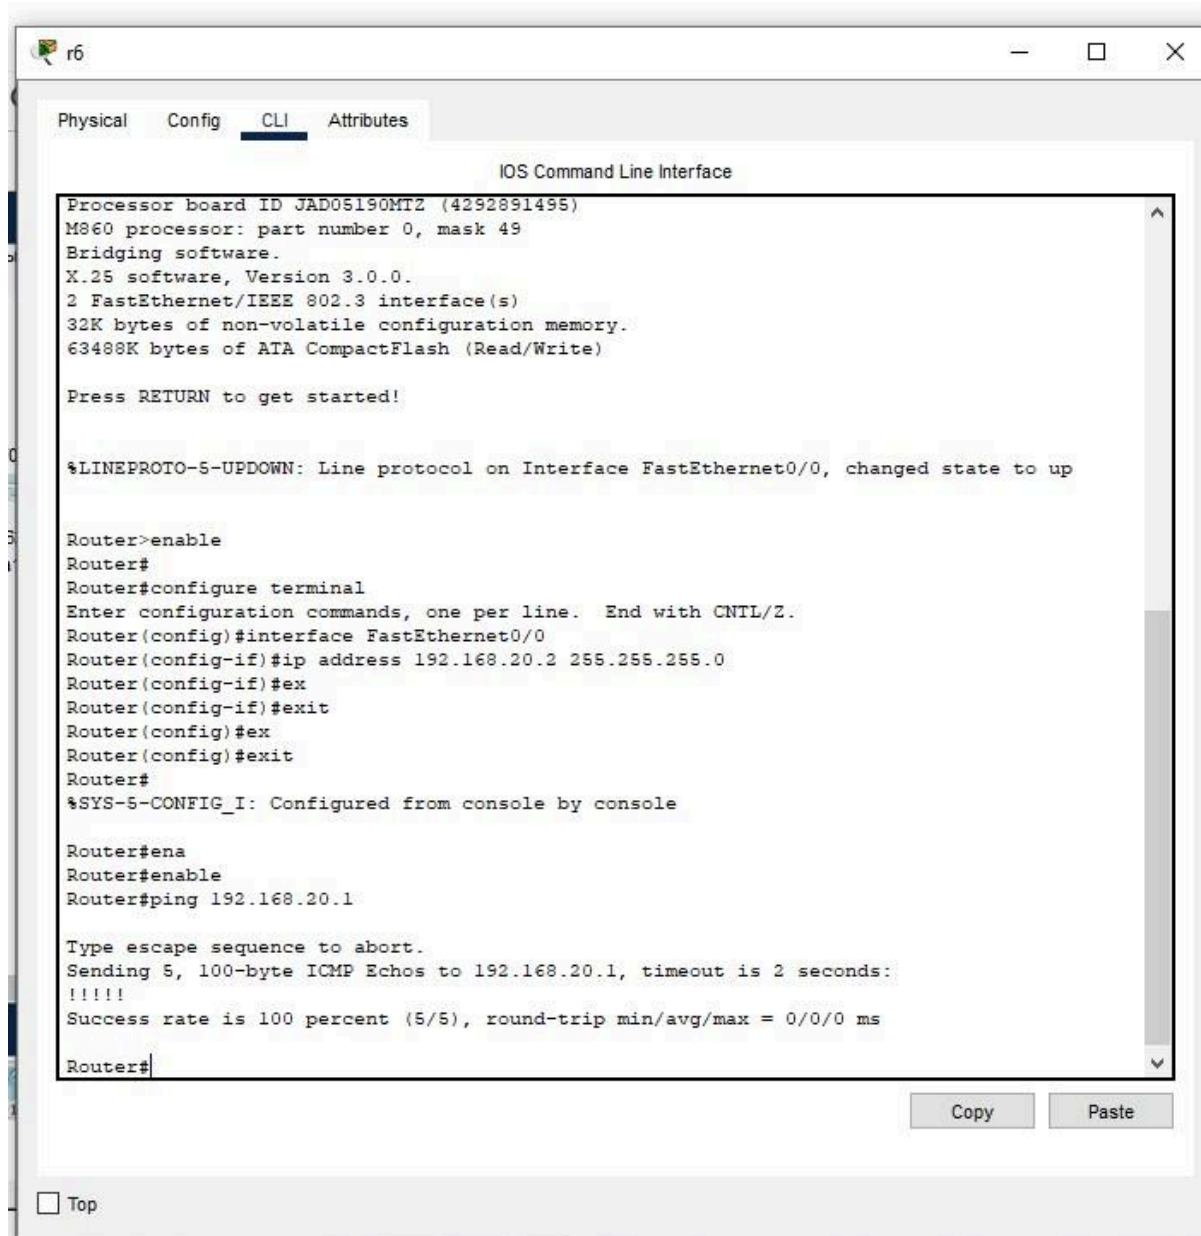 r6
Physical Config CLI Attributes
IOS Command Line Interface
Processor board ID JAD05190MTZ (4292891495)
M860 processor: part number 0, mask 49
Bridging software.
X.25 software, Version 3.0.0.
2 FastEthernet/IEEE 802.3 interface(s)
32K bytes of non-volatile configuration memory.
63488K bytes of ATA CompactFlash (Read/Write)
Press RETURN to get started!
%LINEPROTO-5-UPDOWN: Line protocol on Interface FastEthernet0/0, changed state to up
Router>enable
Router#
Router#configure terminal
Enter configuration commands, one per line.  End with CNTL/Z.
Router(config)#interface FastEthernet0/0
Router(config-if)#ip address 192.168.20.2 255.255.255.0
Router(config-if)#ex
Router(config-if)#exit
Router(config)#ex
Router(config)#exit
Router#
%SYS-5-CONFIG_I: Configured from console by console
Router#ena
Router#enable
Router#ping 192.168.20.1
Type escape sequence to abort.
Sending 5, 100-byte ICMP Echos to 192.168.20.1, timeout is 2 seconds:
!!!!!
Success rate is 100 percent (5/5), round-trip min/avg/max = 0/0/0 ms
Router#
Copy Paste
Top